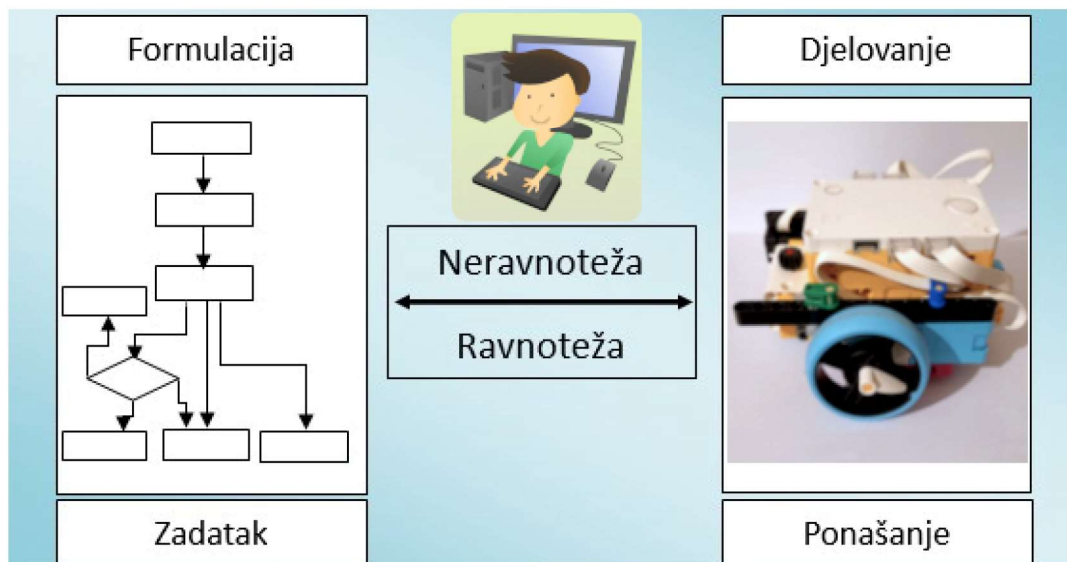 Formulacija
Djelovanje
Neravnoteža
Ravnoteža
Zadatak
Ponašanje